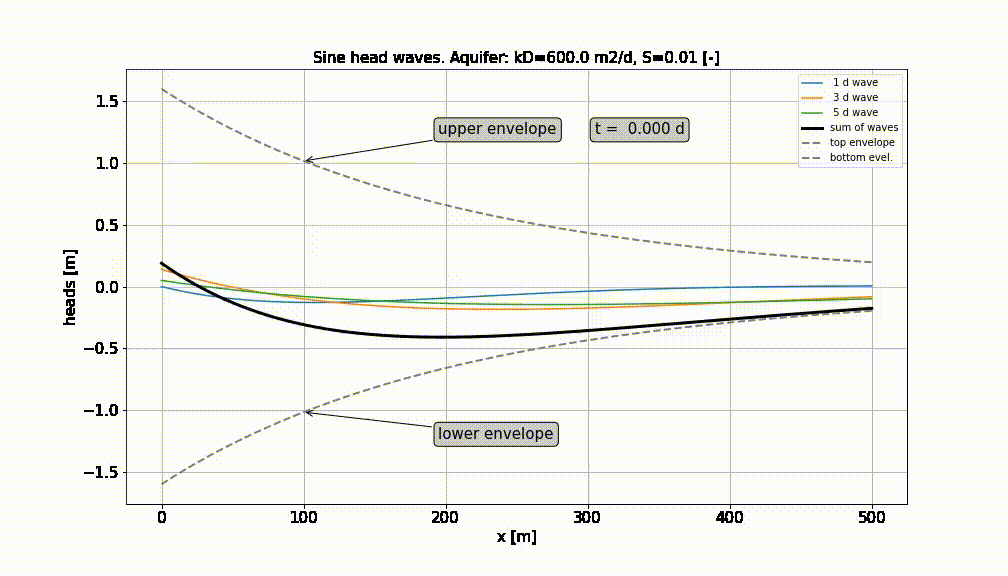 Sine head waves. Aquifer: kD=600.0 m2/d, S=0.01 [-]
1 d wave
3 d wave
5 d wave
sum of waves
top envelope
bottom evel.
upper envelope
t =  0.000 d
lower envelope
heads [m]
1.5
1.0
0.5
0.0
−0.5
−1.0
−1.5
0 100 200 300 400 500
x [m]